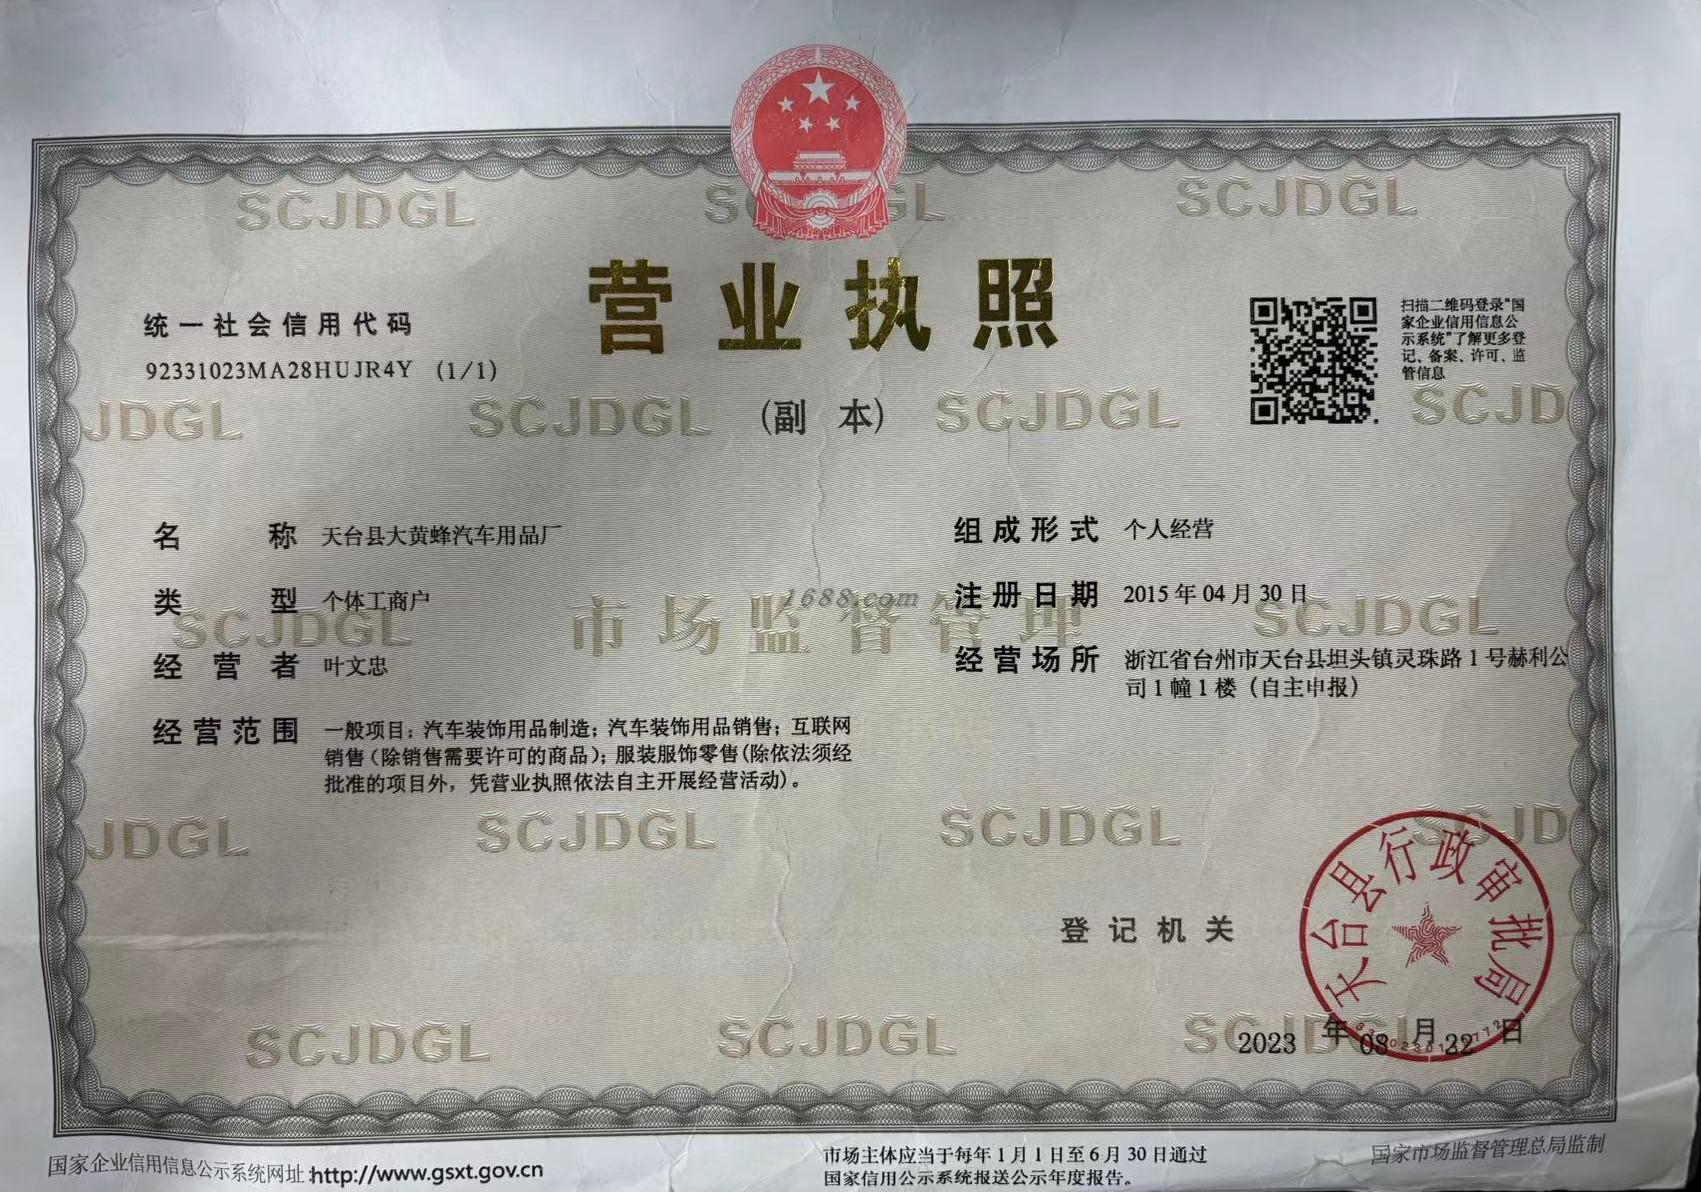 SCJDGL SCJDGL SCJDGL
营业执照
(副 本)
统一社会信用代码
92331023MA28HUJR4Y (1/1)
扫描二维码登录“国
家企业信用信息公
示系统”了解更多登
记、备案、许可、监
管信息
JDGL SCJDGL SCJDGL SCJD
名 称 天台县大黄蜂汽车用品厂
类 型 个体工商户
经 营 者 叶文忠
经营范围 一般项目：汽车装饰用品制造；汽车装饰用品销售；互联网
销售（除销售需要许可的商品）；服装服饰零售(除依法须经
批准的项目外，凭营业执照依法自主开展经营活动)。
组成形式 个人经营
注册日期 2015年04月30日
经营场所 浙江省台州市天台县坦头镇灵珠路1号赫利公
司1幢1楼（自主申报）
1688.com
SCJDGL 市场监督管理 SCJDGL
JDGL SCJDGL SCJDGL SCJD
登记机关
天台县行政审批局
2023 年 08 月 22 日
SCJDGL SCJDGL SCJDGL
国家企业信用信息公示系统网址:http://www.gsxt.gov.cn
市场主体应当于每年1月1日至6月30日通过
国家信用公示系统报送公示年度报告。
国家市场监督管理总局监制